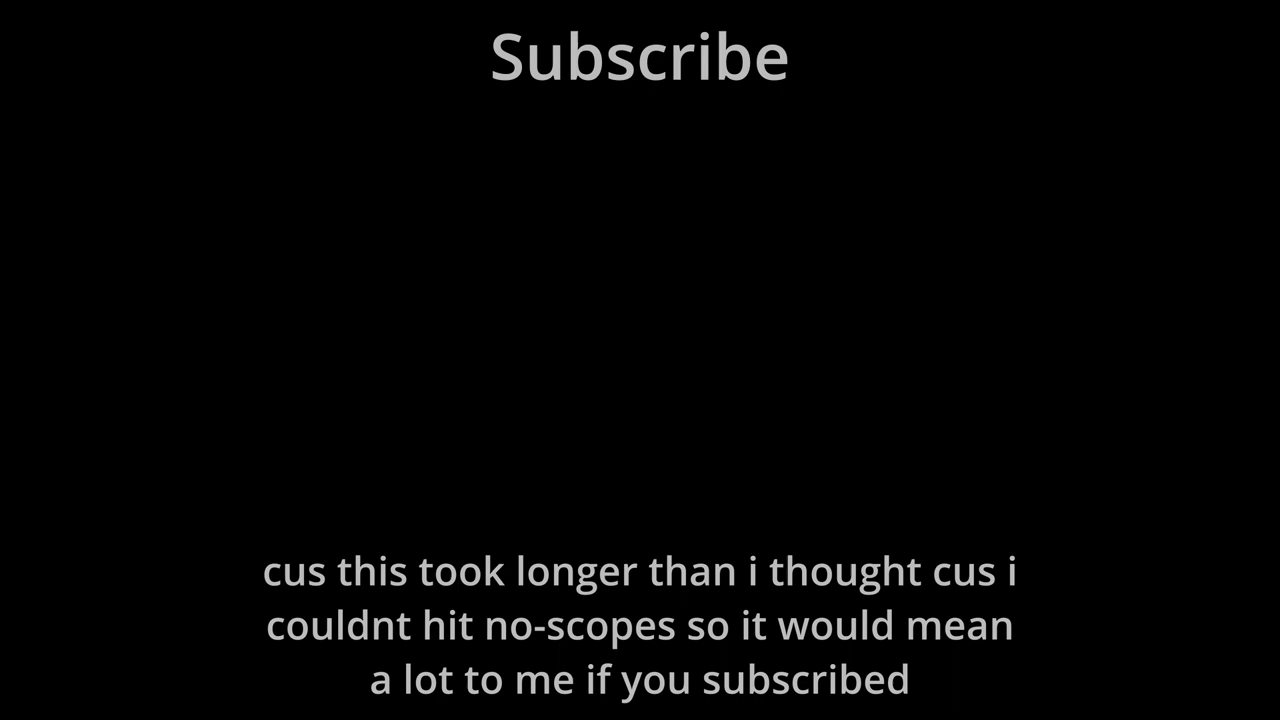 Subscribe
cus this took longer than i thought cus i
couldnt hit no-scopes so it would mean
a lot to me if you subscribed